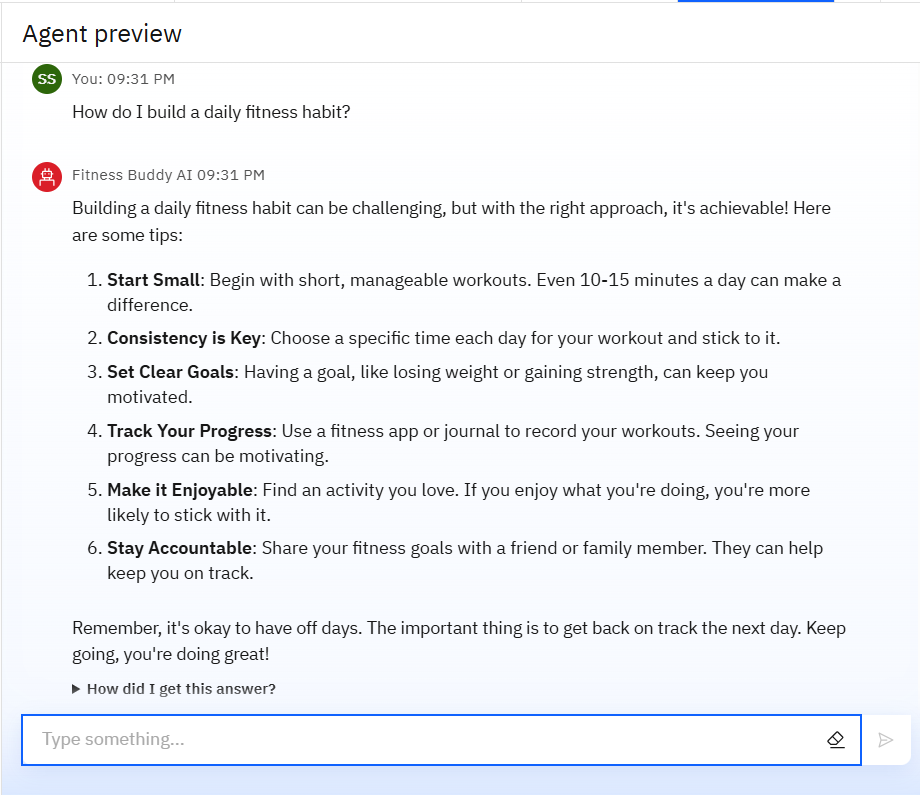 Agent preview
SS
You: 09:31 PM
How do I build a daily fitness habit?
Fitness Buddy AI 09:31 PM
Building a daily fitness habit can be challenging, but with the right approach, it's achievable! Here
are some tips:
1. Start Small: Begin with short, manageable workouts. Even 10-15 minutes a day can make a
difference.
2. Consistency is Key: Choose a specific time each day for your workout and stick to it.
3. Set Clear Goals: Having a goal, like losing weight or gaining strength, can keep you
motivated.
4. Track Your Progress: Use a fitness app or journal to record your workouts. Seeing your
progress can be motivating.
5. Make it Enjoyable: Find an activity you love. If you enjoy what you're doing, you're more
likely to stick with it.
6. Stay Accountable: Share your fitness goals with a friend or family member. They can help
keep you on track.
Remember, it's okay to have off days. The important thing is to get back on track the next day. Keep
going, you're doing great!
How did I get this answer?
Type something...